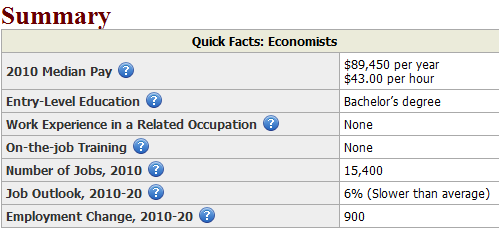 Summary
Quick Facts: Economists
2010 Median Pay ? $89,450 per year
$43.00 per hour
Entry-Level Education ? Bachelor's degree
Work Experience in a Related Occupation ? None
On-the-job Training ? None
Number of Jobs, 2010 ? 15,400
Job Outlook, 2010-20 ? 6% (Slower than average)
Employment Change, 2010-20 ? 900